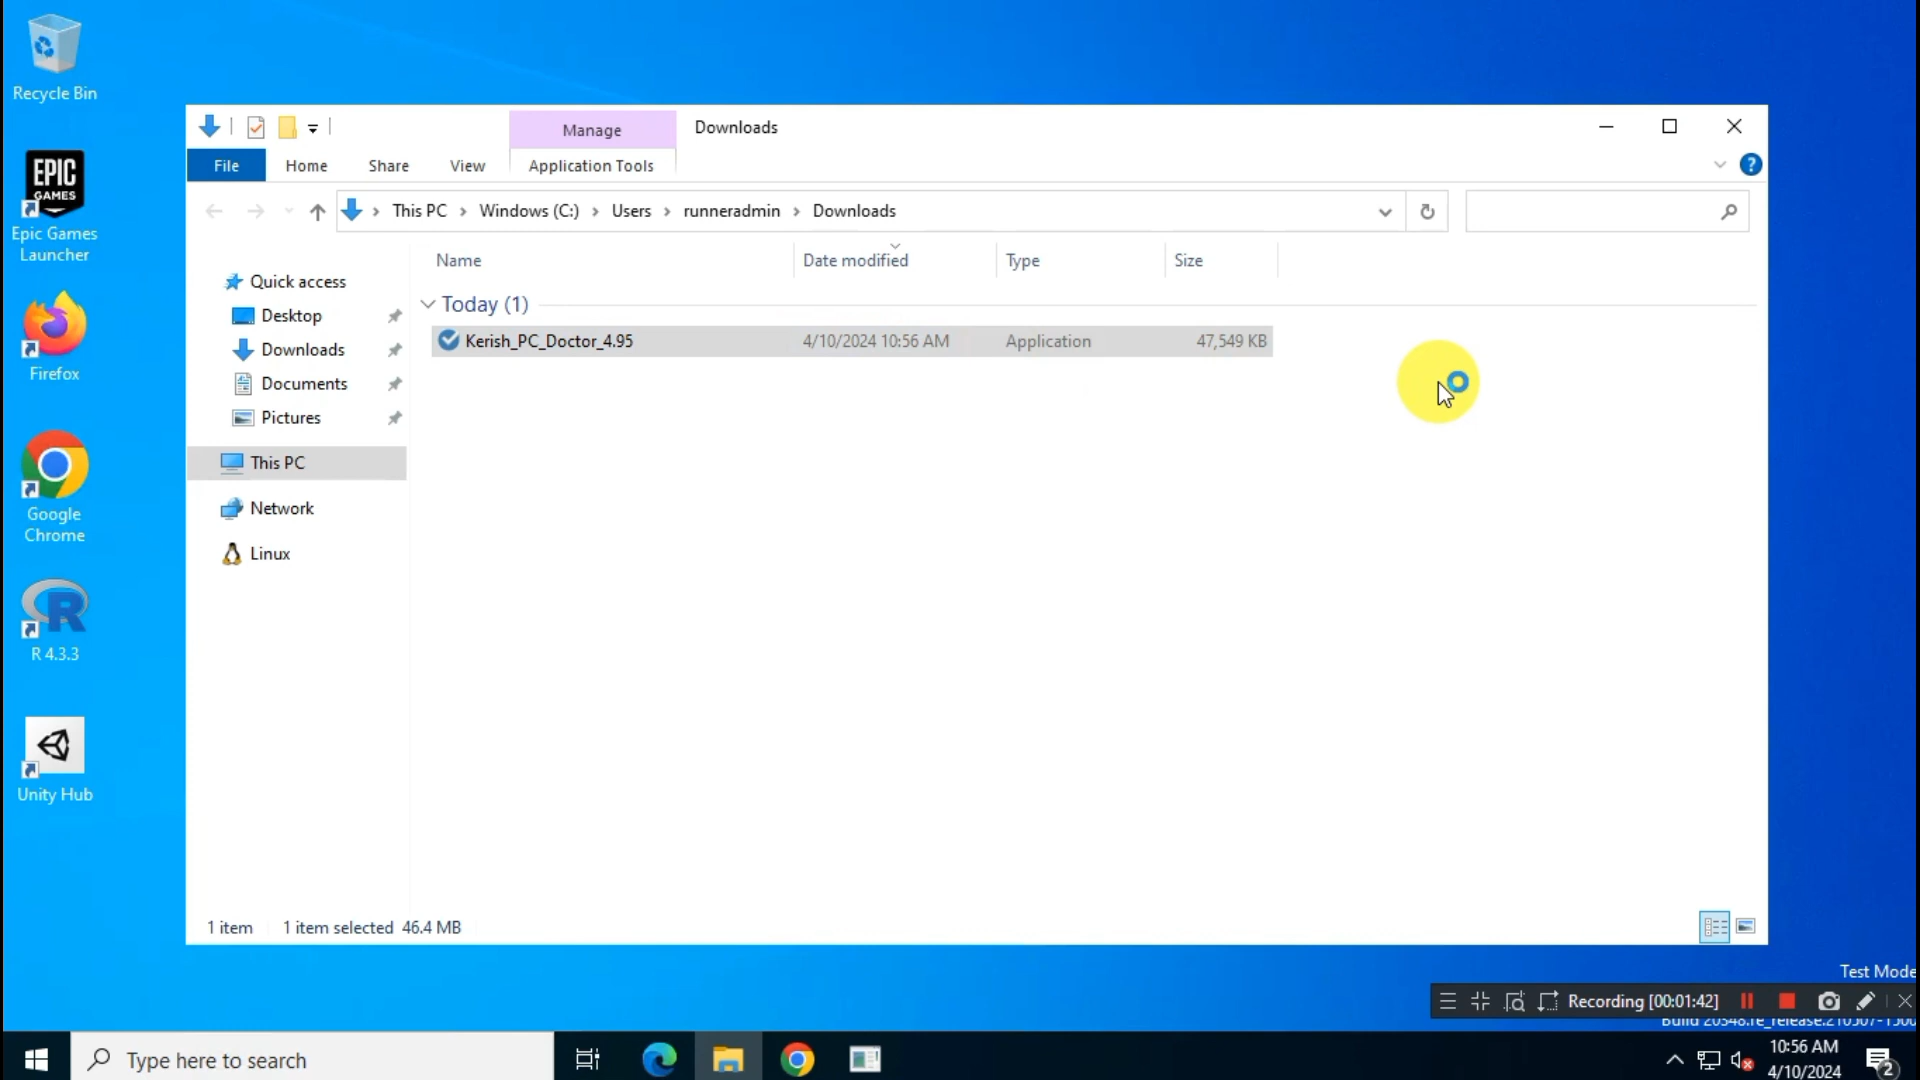 Recycle Bin
EPIC
GAMES
Epic Games
Launcher
Firefox
Google
Chrome
R 4.3.3
Unity Hub
Manage
Downloads
File
Home
Share
View
Application Tools
?
This PC > Windows (C:) > Users > runneradmin > Downloads
Name
Date modified
Type
Size
Quick access
Desktop
Downloads
Documents
Pictures
This PC
Network
Linux
Today (1)
Kerish_PC_Doctor_4.95 4/10/2024 10:56 AM Application 47,549 KB
1 item 1 item selected 46.4 MB
Test Mode
Recording [00:01:42]
Type here to search
10:56 AM
4/10/2024
2